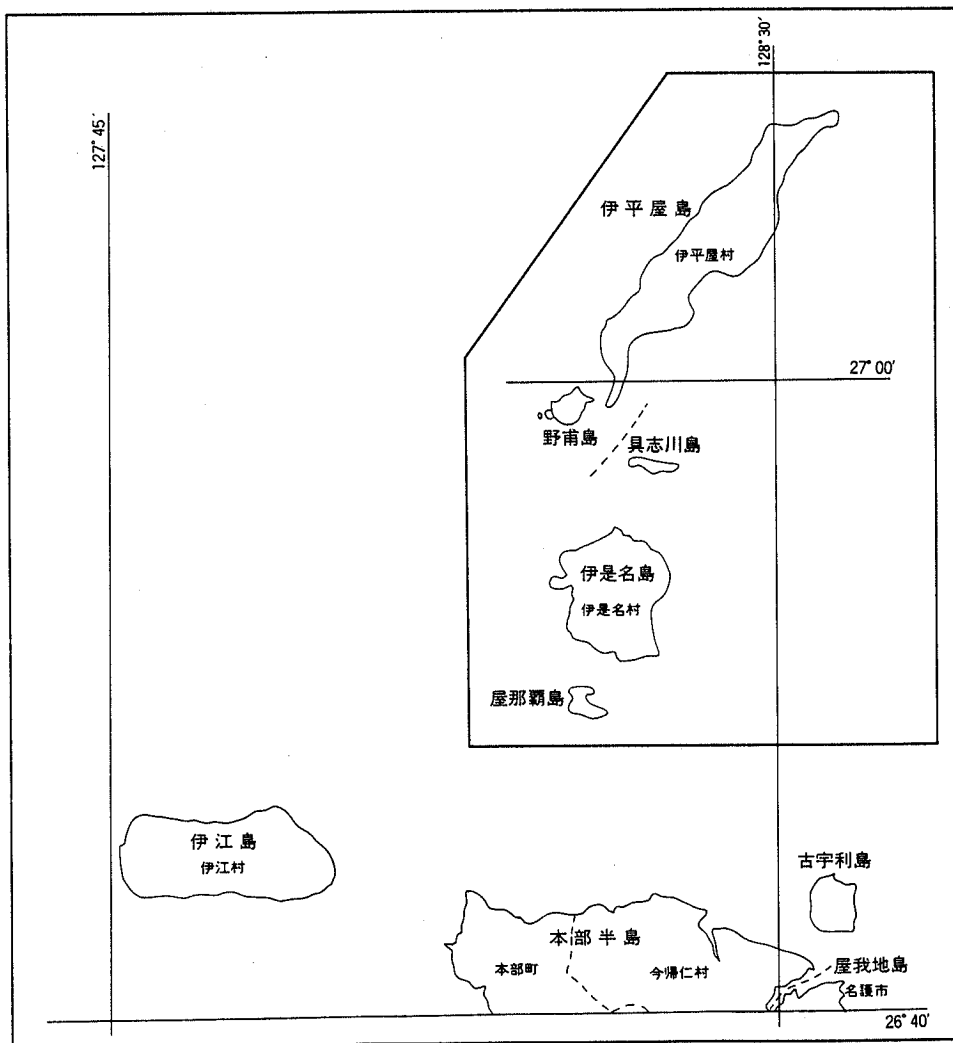 128°30′
127°45′
伊平屋島
伊平屋村
27°00′
野甫島
具志川島
伊是名島
伊是名村
屋那覇島
伊江島
伊江村
古宇利島
本部半島
本部町
今帰仁村
屋我地島
名護市
26°40′